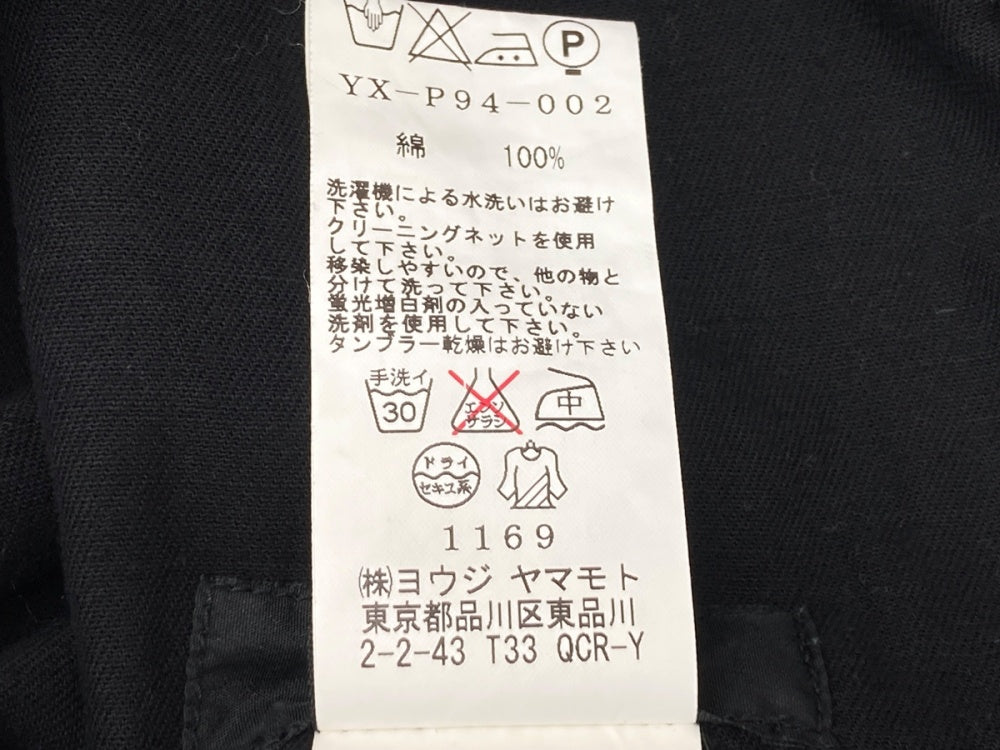 P
YX-P94-002
綿 100%
洗濯機による水洗いはお避け
下さい。
クリーニングネットを使用
して下さい。
移染しやすいので、他の物と
分けて洗って下さい。
蛍光増白剤の入っていない
洗剤を使用して下さい。
タンブラー乾燥はお避け下さい
手洗イ
30
エンソ
サラシ
中
ドライ
セキユ系
1169
㈱ヨウジ ヤマモト
東京都品川区東品川
2-2-43 T33 QCR-Y